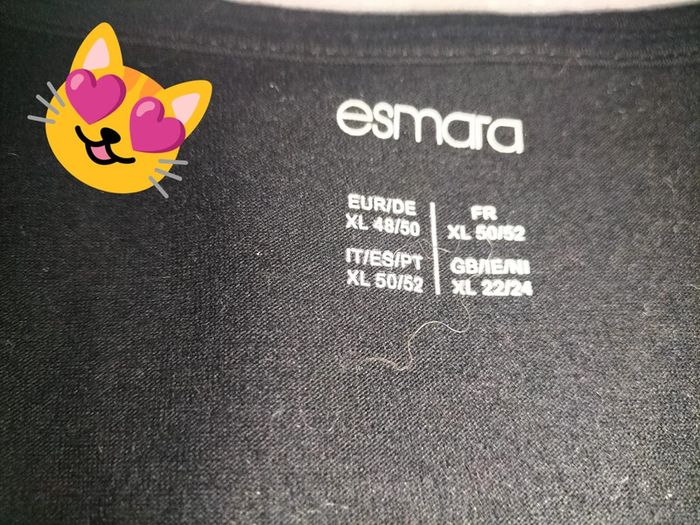 esmara
EUR/DE
XL 48/50
FR
XL 50/52
IT/ES/PT
XL 50/52
GB/IE/NI
XL 22/24